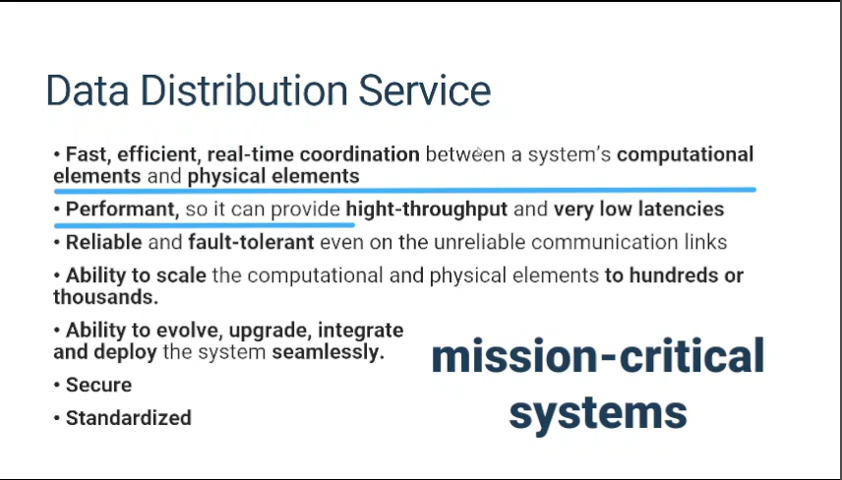 Data Distribution Service
• Fast, efficient, real-time coordination between a system's computational
elements and physical elements
• Performant, so it can provide hight-throughput and very low latencies
• Reliable and fault-tolerant even on the unreliable communication links
• Ability to scale the computational and physical elements to hundreds or
thousands.
• Ability to evolve, upgrade, integrate
and deploy the system seamlessly.
• Secure
• Standardized
mission-critical
systems